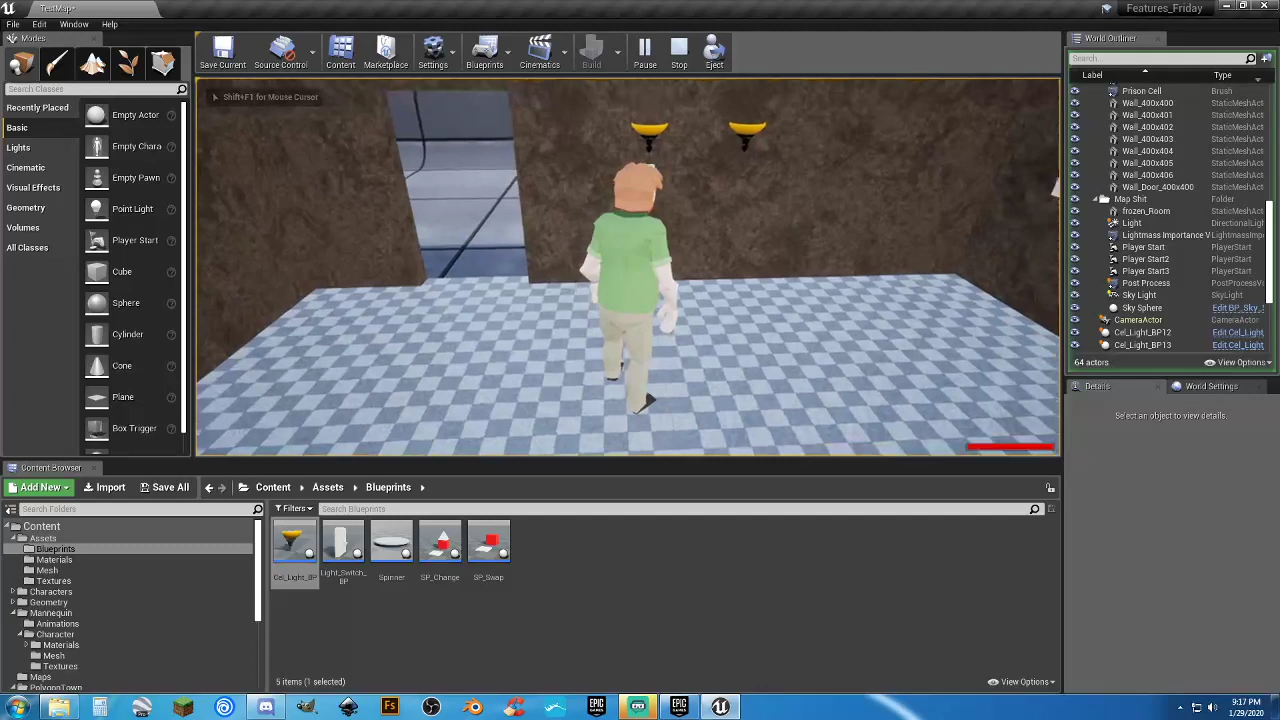 TestMap*
Features_Friday
File Edit Window Help
Modes
Search Classes
Recently Placed
Basic
Lights
Cinematic
Visual Effects
Geometry
Volumes
All Classes
Empty Actor
Empty Chara
Empty Pawn
Point Light
Player Start
Cube
Sphere
Cylinder
Cone
Plane
Box Trigger
Save Current
Source Control
Content
Marketplace
Settings
Blueprints
Cinematics
Build
Pause
Stop
Eject
Shift+F1 for Mouse Cursor
World Outliner
Search
Label Type
Prison Cell Brush
Wall_400x400 StaticMeshAct
Wall_400x401 StaticMeshAct
Wall_400x402 StaticMeshAct
Wall_400x403 StaticMeshAct
Wall_400x404 StaticMeshAct
Wall_400x405 StaticMeshAct
Wall_400x406 StaticMeshAct
Wall_Door_400x400 StaticMeshAct
Map Shit Folder
frozen_Room StaticMeshAct
Light DirectionalLigh
Lightmass Importance V LightmassImpo
Player Start PlayerStart
Player Start2 PlayerStart
Player Start3 PlayerStart
Post Process PostProcessV
Sky Light SkyLight
Sky Sphere Edit BP_Sky_
CameraActor CameraActor
Cel_Light_BP12 Edit Cel_Light
Cel_Light_BP13 Edit Cel_Light
64 actors View Options
Details World Settings
Select an object to view details.
Content Browser
Add New Import Save All Content Assets Blueprints
Search Folders
Filters Search Blueprints
Content
Assets
Blueprints
Materials
Mesh
Textures
Characters
Geometry
Mannequin
Animations
Character
Materials
Mesh
Textures
Maps
PolygonTown
Cel_Light_BP
Light_Switch_
BP
Spinner
SP_Change
SP_Swap
5 items (1 selected) View Options
Pro
Fs
EPIC
EPIC
9:17 PM
1/29/2020